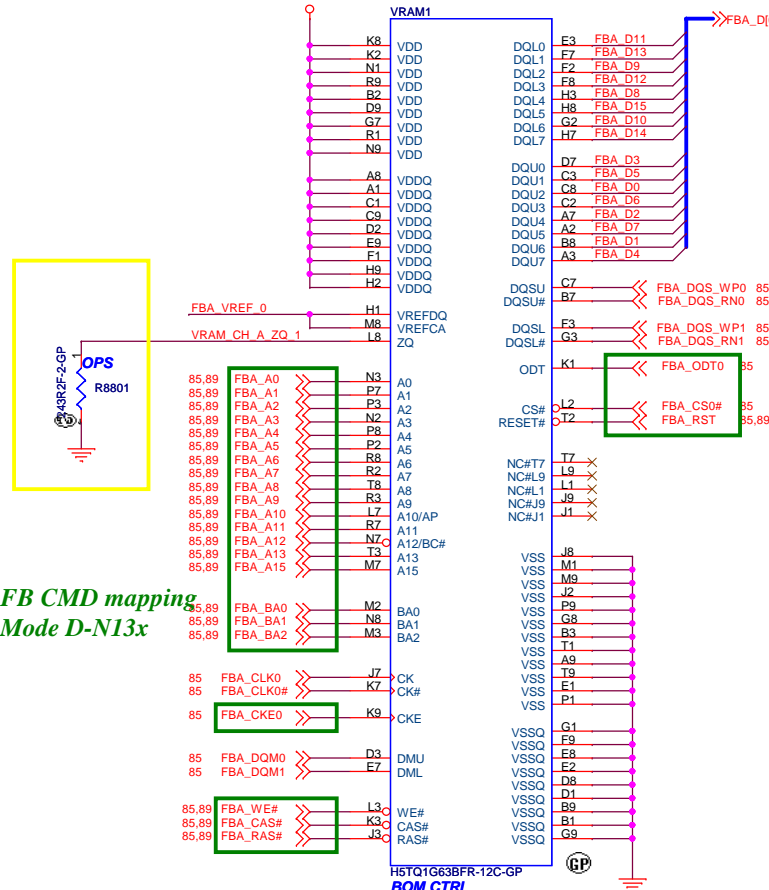 VRAM1
FBA_D[
K8 VDD DQL0 E3 FBA_D11
K2 VDD DQL1 F7 FBA_D13
N1 VDD DQL2 F2 FBA_D9
R9 VDD DQL3 F8 FBA_D12
B2 VDD DQL4 H3 FBA_D8
D9 VDD DQL5 H8 FBA_D15
G7 VDD DQL6 G2 FBA_D10
R1 VDD DQL7 H7 FBA_D14
N9 VDD
DQU0 D7 FBA_D3
A8 VDDQ DQU1 C3 FBA_D5
A1 VDDQ DQU2 C8 FBA_D0
C1 VDDQ DQU3 C2 FBA_D6
C9 VDDQ DQU4 A7 FBA_D2
D2 VDDQ DQU5 A2 FBA_D7
E9 VDDQ DQU6 B8 FBA_D1
F1 VDDQ DQU7 A3 FBA_D4
H9 VDDQ
H2 VDDQ DQSU C7 FBA_DQS_WP0 85
DQSU# B7 FBA_DQS_RN0 85
FBA_VREF_0 H1 VREFDQ
M8 VREFCA DQSL F3 FBA_DQS_WP1 85
VRAM_CH_A_ZQ_1 L8 ZQ DQSL# G3 FBA_DQS_RN1 85
1 OPS
243R2F-2-GP R8801
ODT K1 FBA_ODT0 85
85,89 FBA_A0 N3 A0
85,89 FBA_A1 P7 A1
85,89 FBA_A2 P3 A2 CS# L2 FBA_CS0# 85
85,89 FBA_A3 N2 A3 RESET# T2 FBA_RST 85,89
85,89 FBA_A4 P8 A4
85,89 FBA_A5 P2 A5
85,89 FBA_A6 R8 A6 NC#T7 T7
85,89 FBA_A7 R2 A7 NC#L9 L9
85,89 FBA_A8 T8 A8 NC#L1 L1
85,89 FBA_A9 R3 A9 NC#J9 J9
85,89 FBA_A10 L7 A10/AP NC#J1 J1
85,89 FBA_A11 R7 A11
85,89 FBA_A12 N7 A12/BC#
85,89 FBA_A13 T3 A13 VSS J8
85,89 FBA_A15 M7 A15 VSS M1
VSS M9
VSS J2
FB CMD mapping
Mode D-N13x
85,89 FBA_BA0 M2 BA0 VSS P9
85,89 FBA_BA1 N8 BA1 VSS G8
85,89 FBA_BA2 M3 BA2 VSS B3
VSS T1
VSS A9
85 FBA_CLK0 J7 CK VSS T9
85 FBA_CLK0# K7 CK# VSS E1
VSS P1
85 FBA_CKE0 K9 CKE
VSSQ G1
VSSQ F9
85 FBA_DQM0 D3 DMU VSSQ E8
85 FBA_DQM1 E7 DML VSSQ E2
VSSQ D8
VSSQ D1
85,89 FBA_WE# L3 WE# VSSQ B9
85,89 FBA_CAS# K3 CAS# VSSQ B1
85,89 FBA_RAS# J3 RAS# VSSQ G9
H5TQ1G63BFR-12C-GP
GP
BOM CTRL